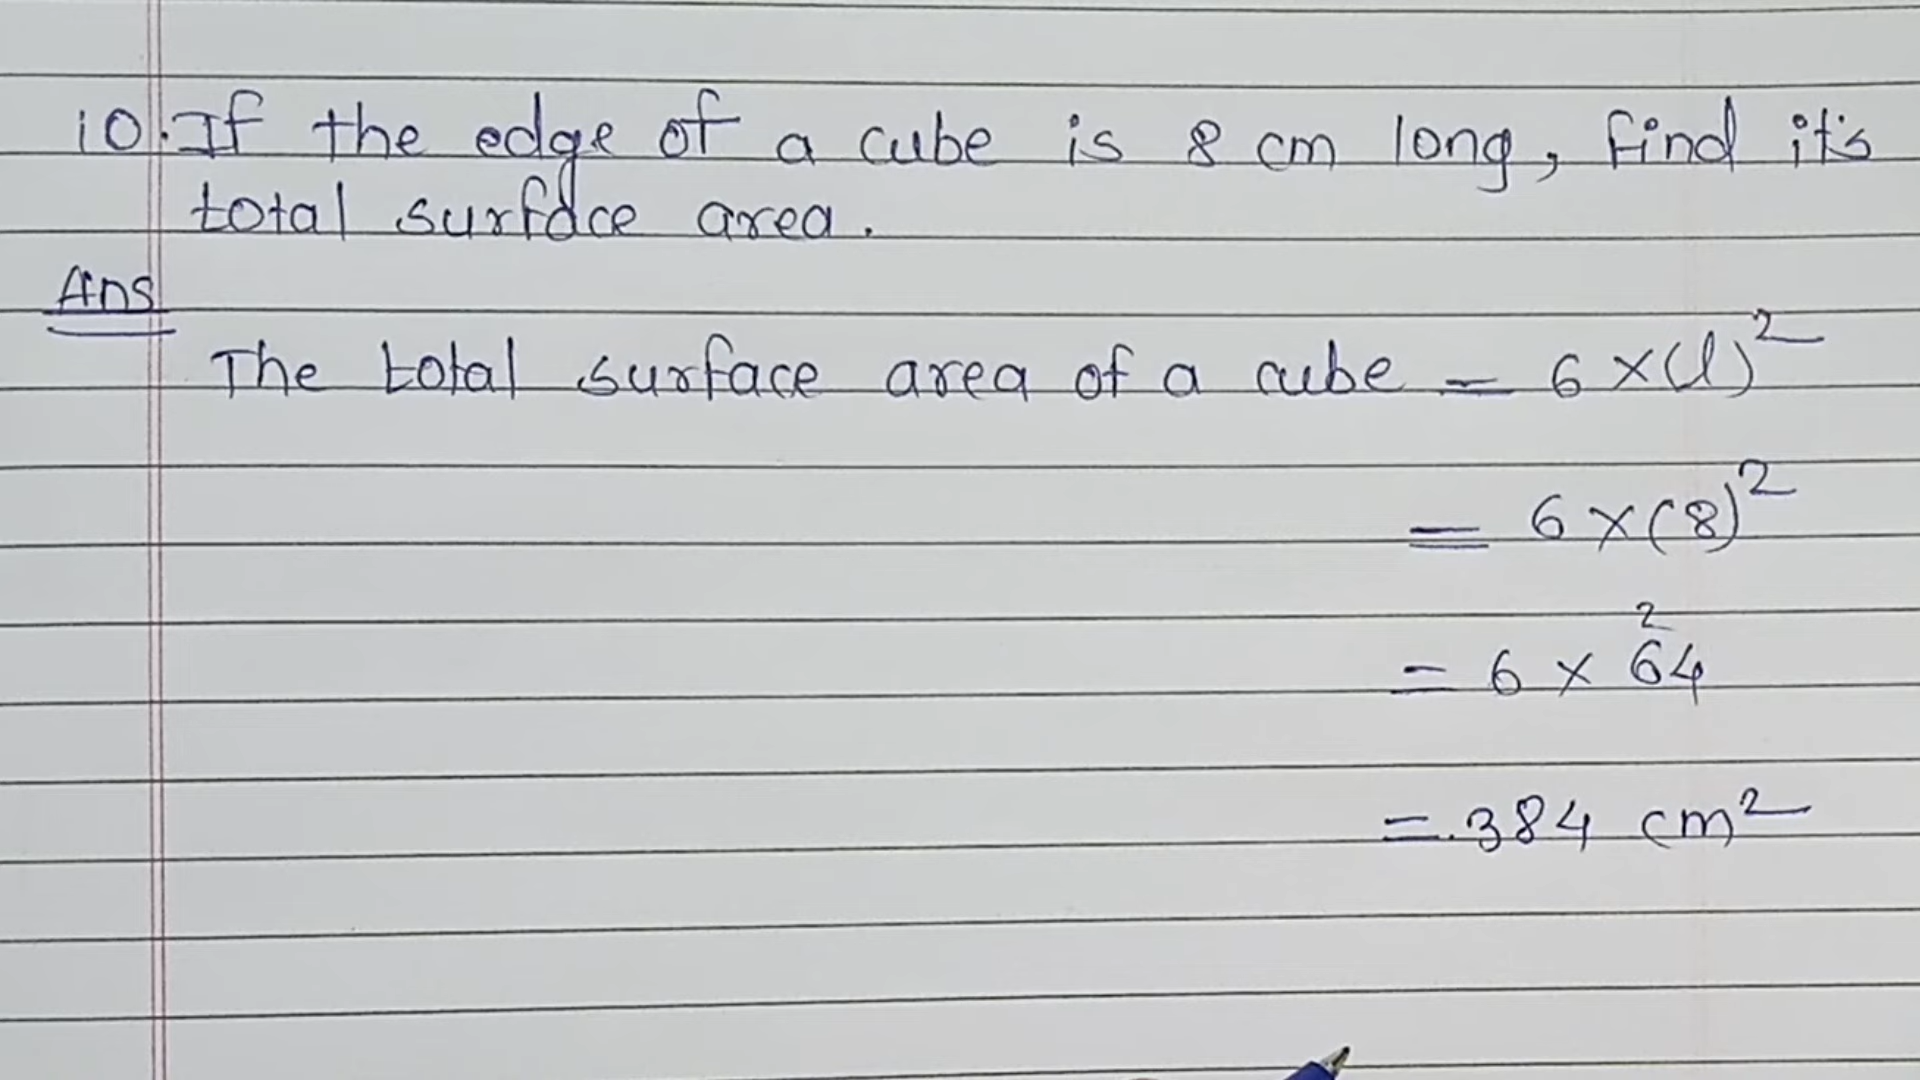 10. If the edge of a cube is 8 cm long, find it's
total surface area.
Ans
The total surface area of a cube = 6 × (l)²
= 6 × (8)²
2
= 6 × 64
= 384 cm²